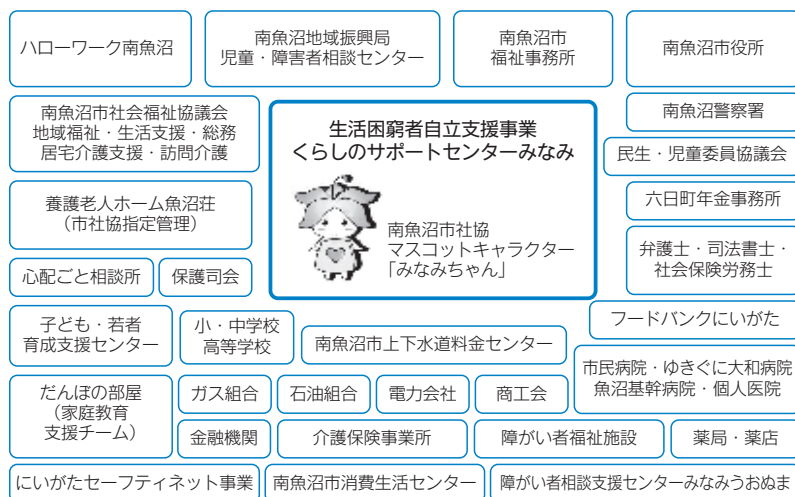 ハローワーク南魚沼
南魚沼地域振興局
児童・障害者相談センター
南魚沼市
福祉事務所
南魚沼市役所
南魚沼市社会福祉協議会
地域福祉・生活支援・総務
居宅介護支援・訪問介護
生活困窮者自立支援事業
くらしのサポートセンターみなみ
南魚沼市社協
マスコットキャラクター
「みなみちゃん」
南魚沼警察署
民生・児童委員協議会
養護老人ホーム魚沼荘
（市社協指定管理）
六日町年金事務所
弁護士・司法書士・
社会保険労務士
心配ごと相談所
保護司会
フードバンクにいがた
子ども・若者
育成支援センター
小・中学校
高等学校
南魚沼市上下水道料金センター
市民病院・ゆきぐに大和病院
魚沼基幹病院・個人医院
だんぼの部屋
（家庭教育
支援チーム）
ガス組合
石油組合
電力会社
商工会
金融機関
介護保険事業所
障がい者福祉施設
薬局・薬店
にいがたセーフティネット事業
南魚沼市消費生活センター
障がい者相談支援センターみなみうおぬま